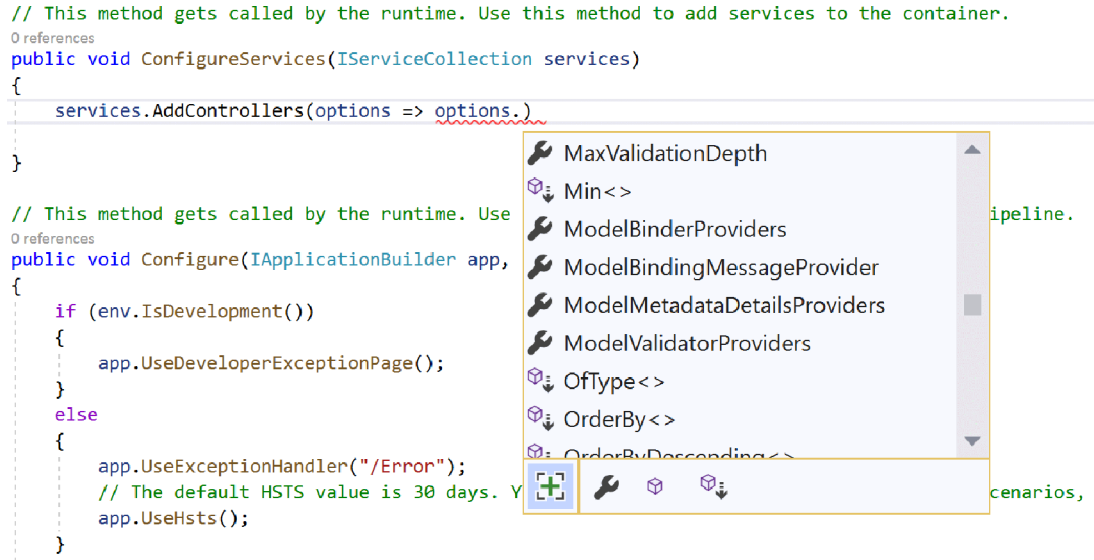 // This method gets called by the runtime. Use this method to add services to the container.
0 references
public void ConfigureServices(IServiceCollection services)
{
services.AddControllers(options => options.)
}
MaxValidationDepth
Min<>
ModelBinderProviders
ModelBindingMessageProvider
ModelMetadataDetailsProviders
ModelValidatorProviders
OfType<>
OrderBy<>
OrderByDescending<>
// This method gets called by the runtime. Use ipeline.
0 references
public void Configure(IApplicationBuilder app,
{
if (env.IsDevelopment())
{
app.UseDeveloperExceptionPage();
}
else
{
app.UseExceptionHandler("/Error");
// The default HSTS value is 30 days. Y cenarios,
app.UseHsts();
}